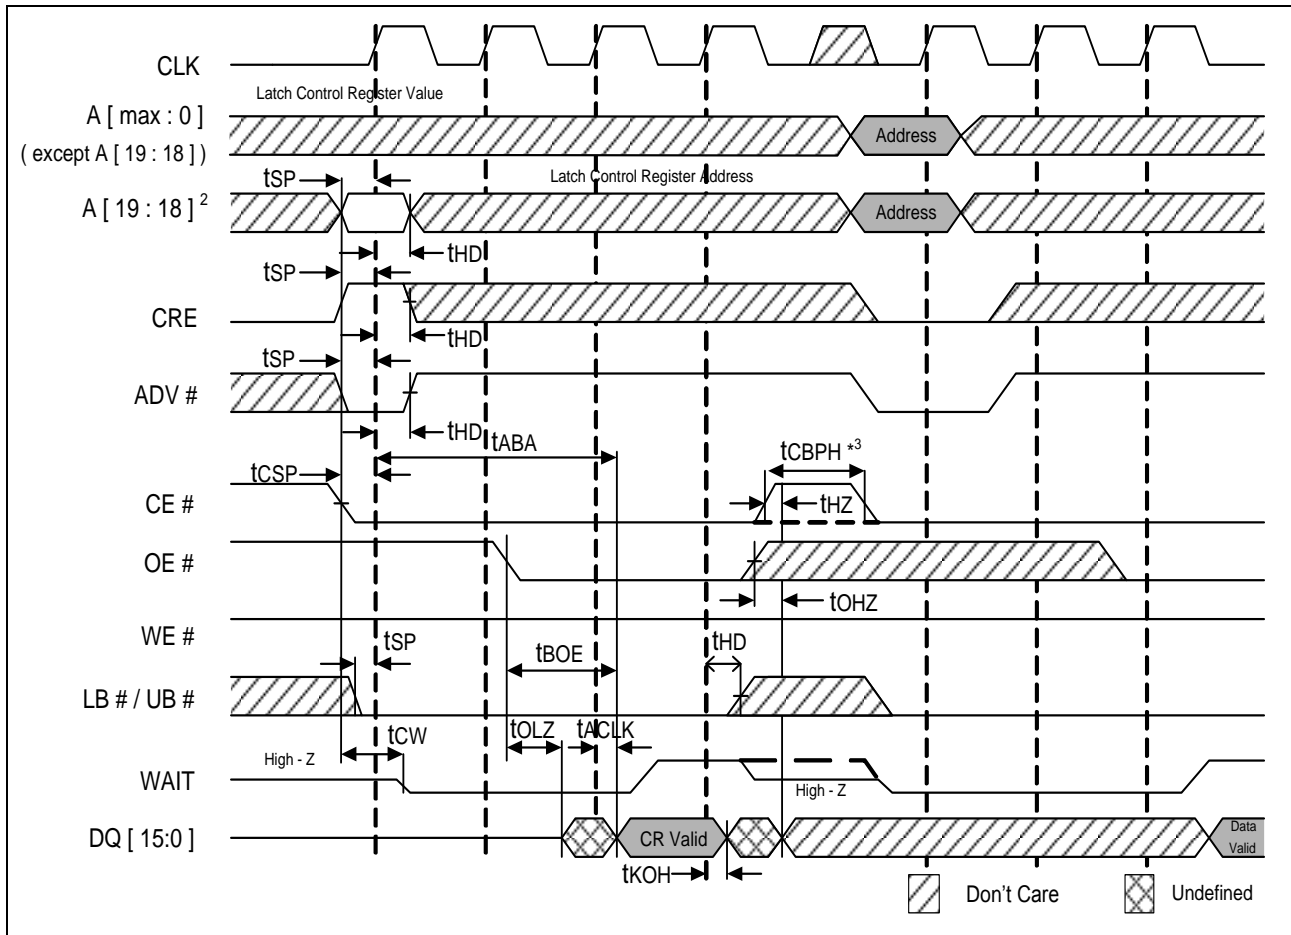 CLK
Latch Control Register Value
A [ max : 0 ]
( except A [ 19 : 18 ] )
Address
tSP
Latch Control Register Address
A [ 19 : 18 ] 2
Address
tHD
tSP
CRE
tHD
tSP
ADV #
tHD
tABA
tCBPH *3
tCSP
CE #
tHZ
OE #
tOHZ
WE #
tSP
tBOE
tHD
LB # / UB #
tCW
tOLZ
tACLK
High - Z
WAIT
High - Z
DQ [ 15:0 ]
CR Valid
Data
Valid
tKOH
Don't Care
Undefined